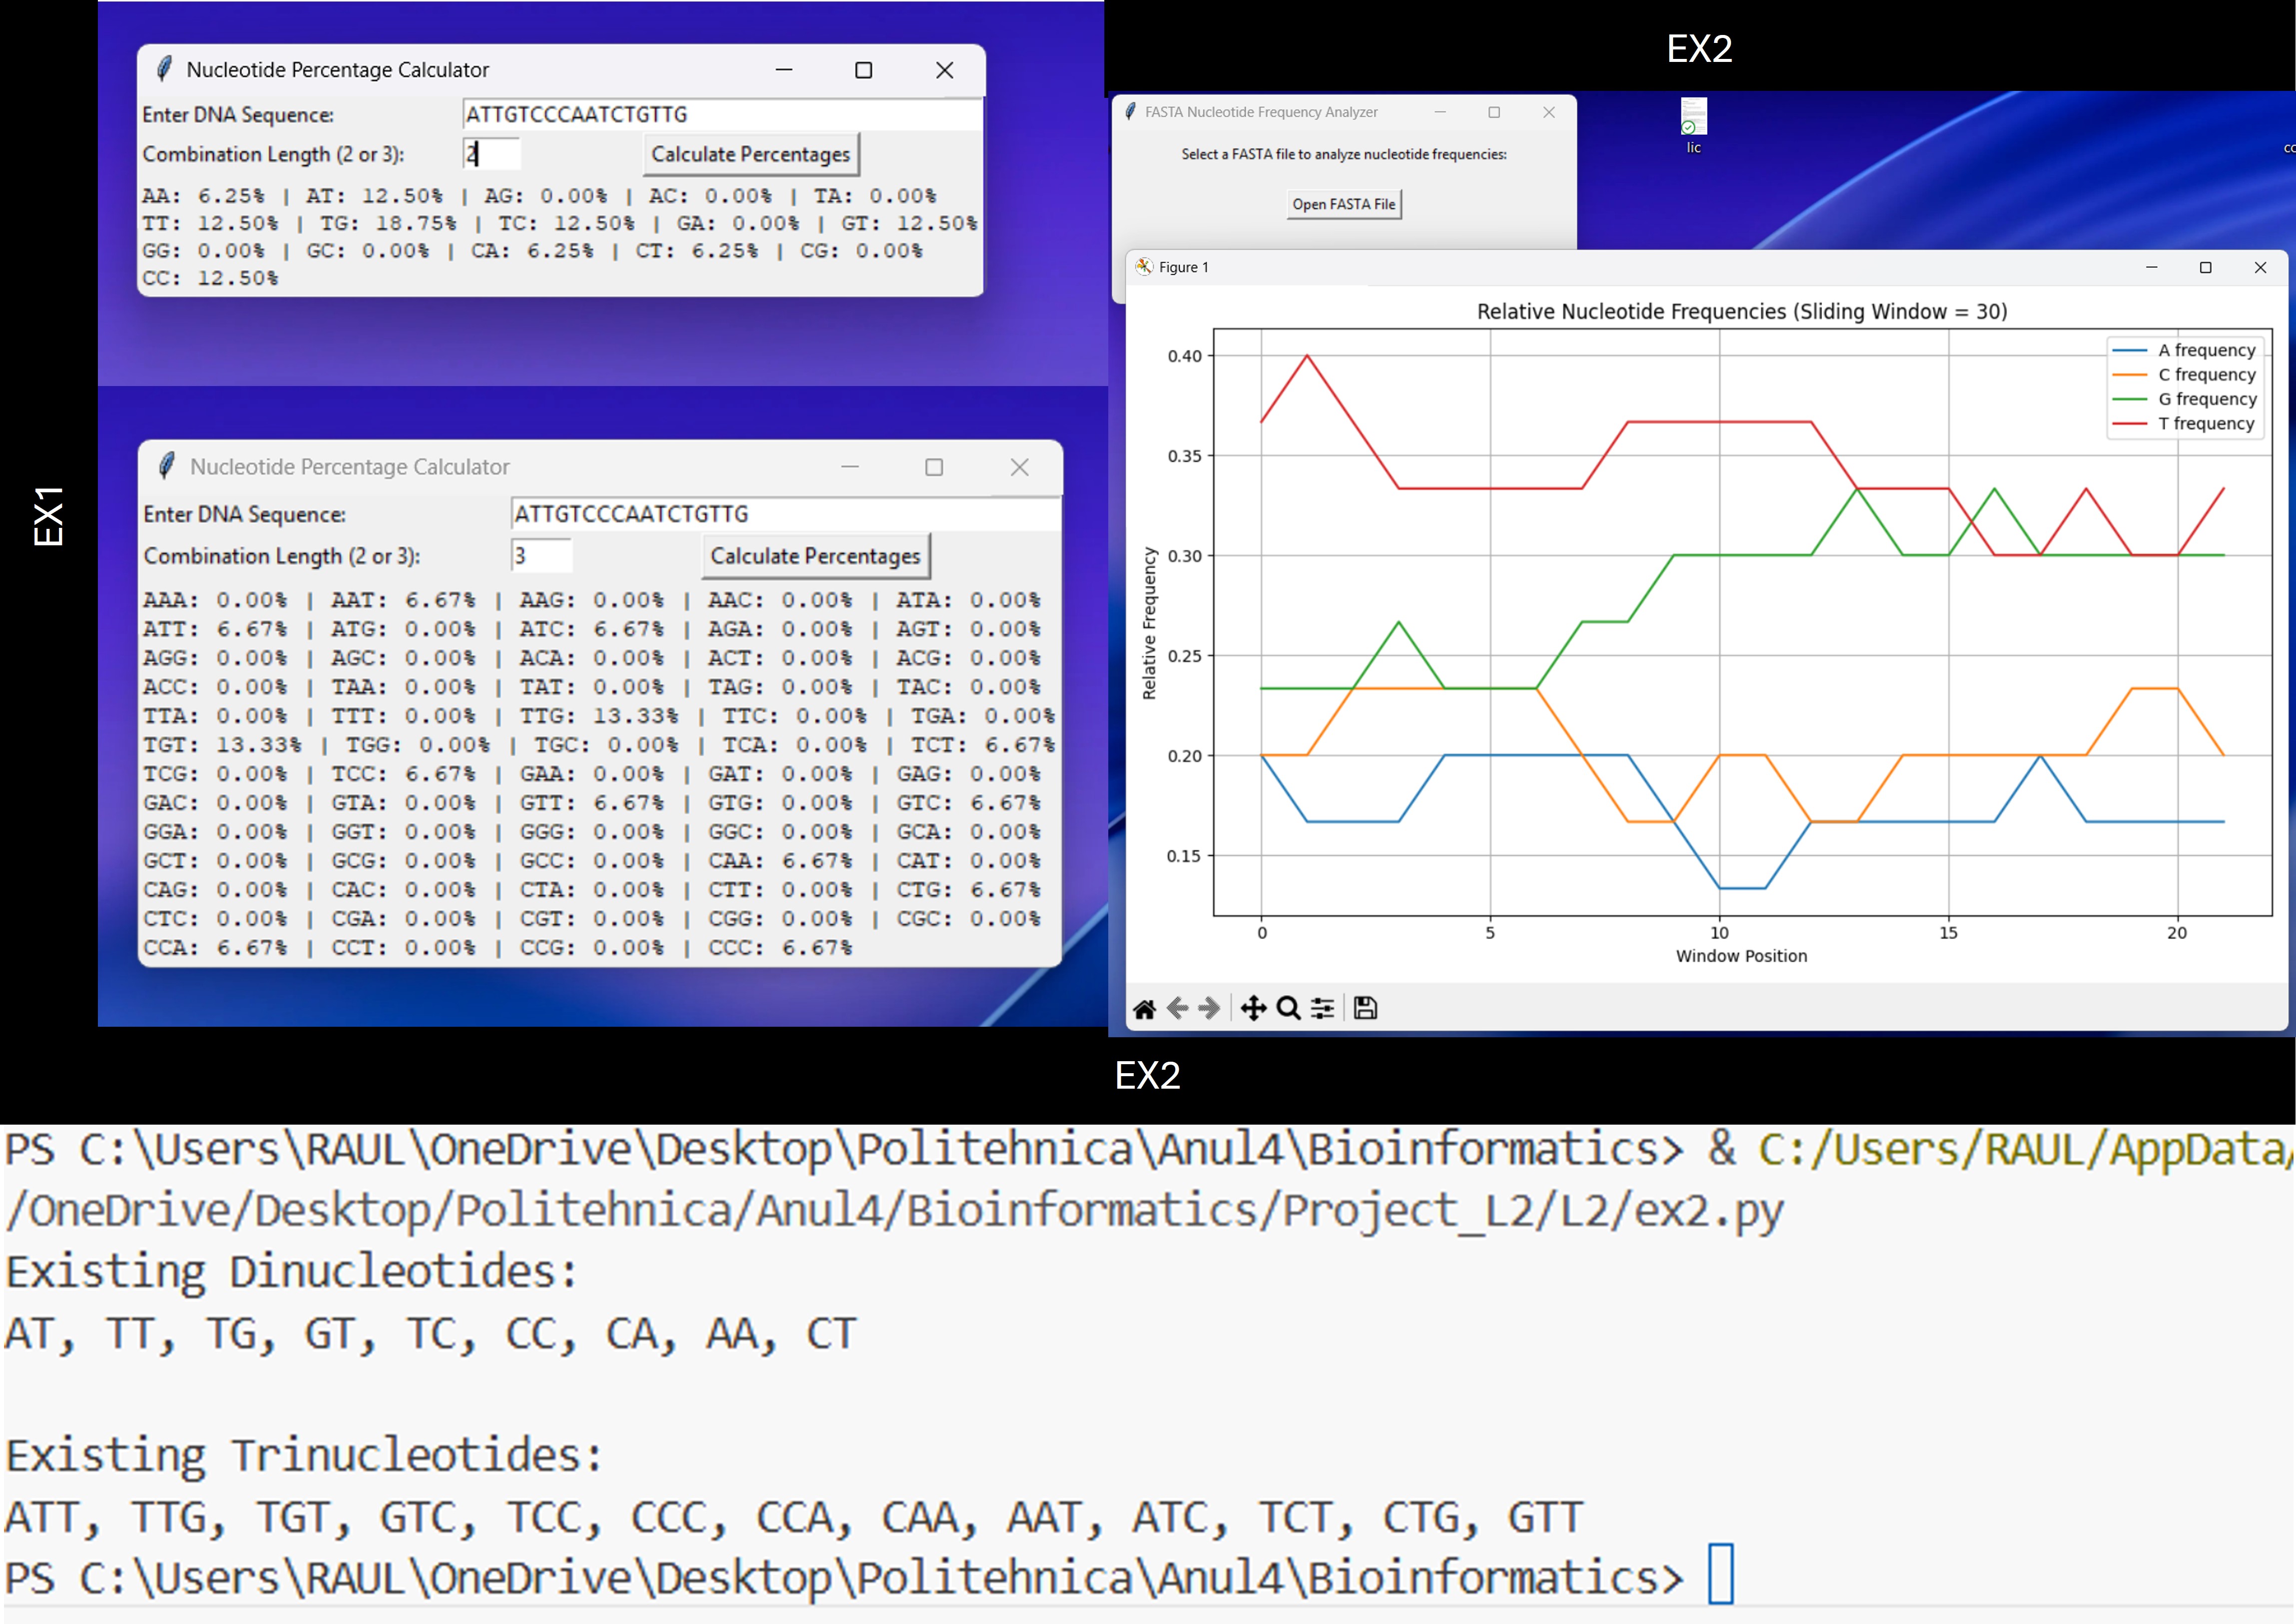 EX1
Nucleotide Percentage Calculator
Enter DNA Sequence: ATTGTCCCAATCTGTTG
Combination Length (2 or 3): 2 Calculate Percentages
AA: 6.25% | AT: 12.50% | AG: 0.00% | AC: 0.00% | TA: 0.00%
TT: 12.50% | TG: 18.75% | TC: 12.50% | GA: 0.00% | GT: 12.50%
GG: 0.00% | GC: 0.00% | CA: 6.25% | CT: 6.25% | CG: 0.00%
CC: 12.50%
Nucleotide Percentage Calculator
Enter DNA Sequence: ATTGTCCCAATCTGTTG
Combination Length (2 or 3): 3 Calculate Percentages
AAA: 0.00% | AAT: 6.67% | AAG: 0.00% | AAC: 0.00% | ATA: 0.00%
ATT: 6.67% | ATG: 0.00% | ATC: 6.67% | AGA: 0.00% | AGT: 0.00%
AGG: 0.00% | AGC: 0.00% | ACA: 0.00% | ACT: 0.00% | ACG: 0.00%
ACC: 0.00% | TAA: 0.00% | TAT: 0.00% | TAG: 0.00% | TAC: 0.00%
TTA: 0.00% | TTT: 0.00% | TTG: 13.33% | TTC: 0.00% | TGA: 0.00%
TGT: 13.33% | TGG: 0.00% | TGC: 0.00% | TCA: 0.00% | TCT: 6.67%
TCG: 0.00% | TCC: 6.67% | GAA: 0.00% | GAT: 0.00% | GAG: 0.00%
GAC: 0.00% | GTA: 0.00% | GTT: 6.67% | GTG: 0.00% | GTC: 6.67%
GGA: 0.00% | GGT: 0.00% | GGG: 0.00% | GGC: 0.00% | GCA: 0.00%
GCT: 0.00% | GCG: 0.00% | GCC: 0.00% | CAA: 6.67% | CAT: 0.00%
CAG: 0.00% | CAC: 0.00% | CTA: 0.00% | CTT: 0.00% | CTG: 6.67%
CTC: 0.00% | CGA: 0.00% | CGT: 0.00% | CGG: 0.00% | CGC: 0.00%
CCA: 6.67% | CCT: 0.00% | CCG: 0.00% | CCC: 6.67%
EX2
FASTA Nucleotide Frequency Analyzer
Select a FASTA file to analyze nucleotide frequencies:
Open FASTA File
lic
Figure 1
Relative Nucleotide Frequencies (Sliding Window = 30)
A frequency
C frequency
G frequency
T frequency
Relative Frequency
0.40
0.35
0.30
0.25
0.20
0.15
0 5 10 15 20
Window Position
EX2
PS C:\Users\RAUL\OneDrive\Desktop\Politehnica\Anul4\Bioinformatics> & C:/Users/RAUL/AppData/
/OneDrive/Desktop/Politehnica/Anul4/Bioinformatics/Project_L2/L2/ex2.py
Existing Dinucleotides:
AT, TT, TG, GT, TC, CC, CA, AA, CT
Existing Trinucleotides:
ATT, TTG, TGT, GTC, TCC, CCC, CCA, CAA, AAT, ATC, TCT, CTG, GTT
PS C:\Users\RAUL\OneDrive\Desktop\Politehnica\Anul4\Bioinformatics>